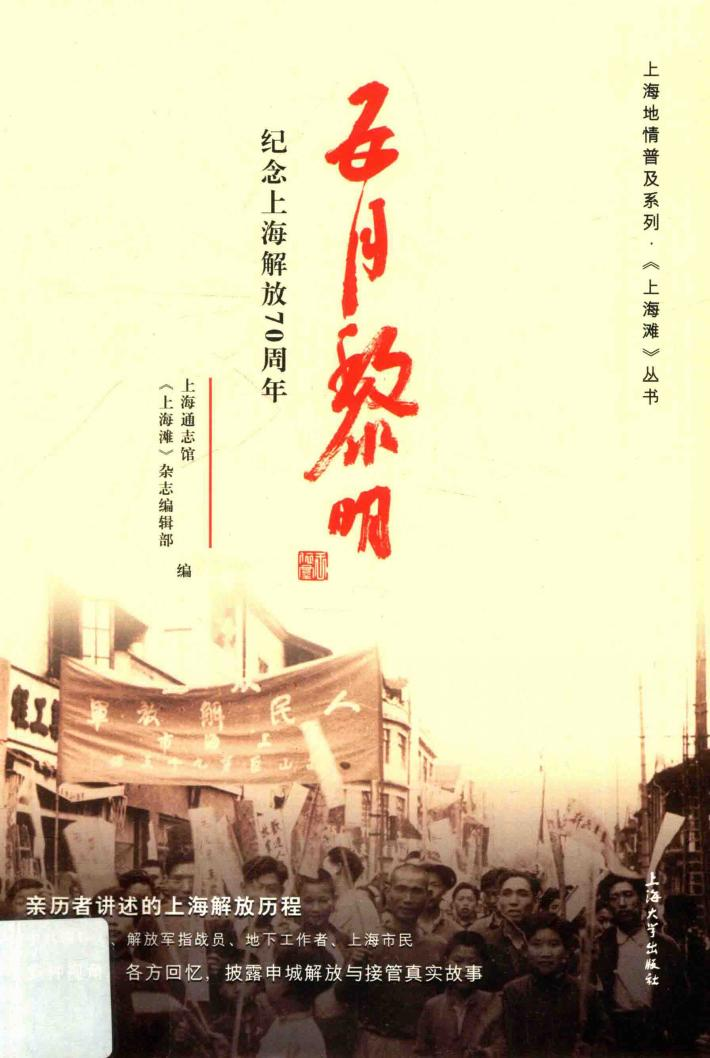 上海地情普及系列·《上海滩》丛书
五月黎明
纪念上海解放70周年
上海通志馆
《上海滩》杂志编辑部
编
人民解放軍
上海市
亲历者讲述的上海解放历程
、解放军指战员、地下工作者、上海市民
各方回忆，披露申城解放与接管真实故事
上海大学出版社